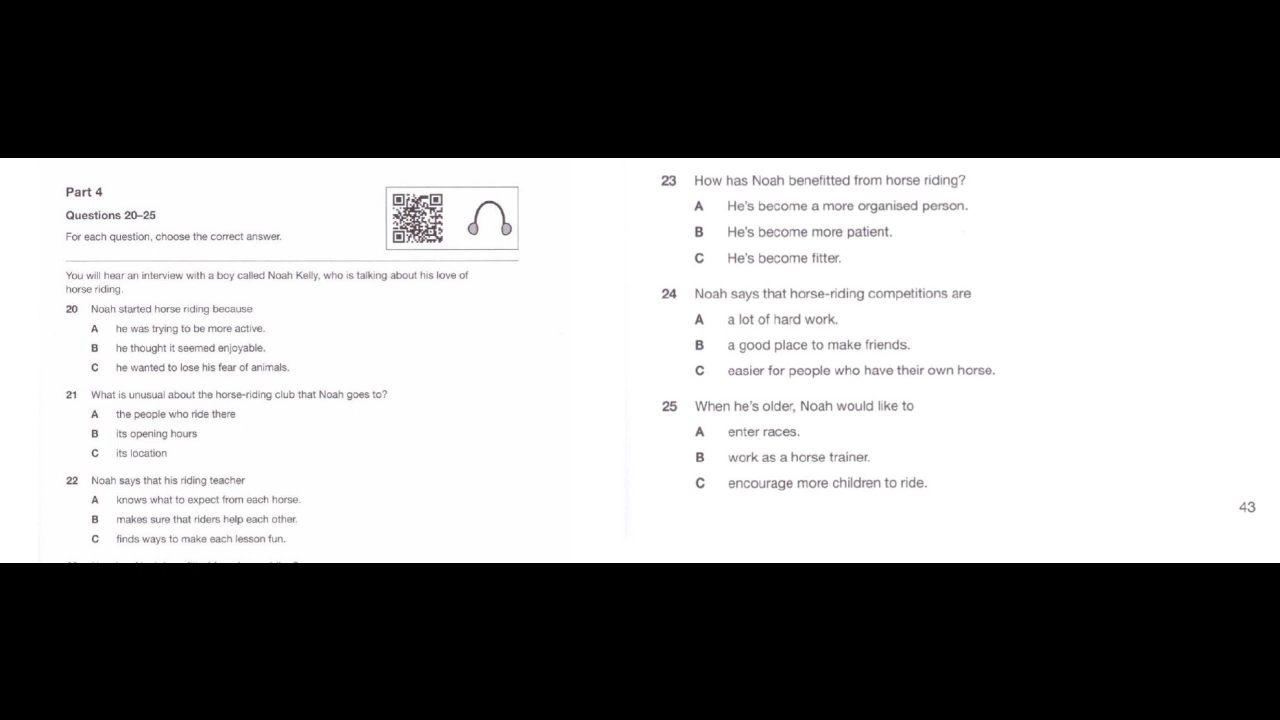 Part 4
Questions 20–25
For each question, choose the correct answer.
You will hear an interview with a boy called Noah Kelly, who is talking about his love of
horse riding.
20 Noah started horse riding because
A he was trying to be more active.
B he thought it seemed enjoyable.
C he wanted to lose his fear of animals.
21 What is unusual about the horse-riding club that Noah goes to?
A the people who ride there
B its opening hours
C its location
22 Noah says that his riding teacher
A knows what to expect from each horse.
B makes sure that riders help each other.
C finds ways to make each lesson fun.
23 How has Noah benefitted from horse riding?
A He's become a more organised person.
B He's become more patient.
C He's become fitter.
24 Noah says that horse-riding competitions are
A a lot of hard work.
B a good place to make friends.
C easier for people who have their own horse.
25 When he's older, Noah would like to
A enter races.
B work as a horse trainer.
C encourage more children to ride.
43